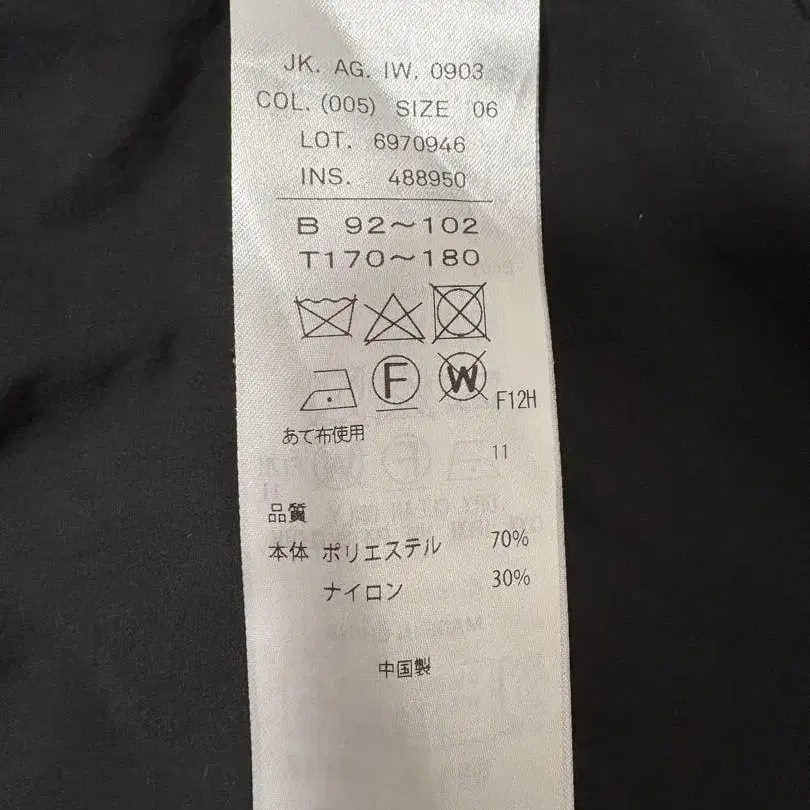 JK. AG. IW. 0903
COL. (005) SIZE 06
LOT. 6970946
INS. 488950
B 92～102
T170～180
F W F12H
あて布使用
11
品質
本体 ポリエステル 70%
ナイロン 30%
中国製